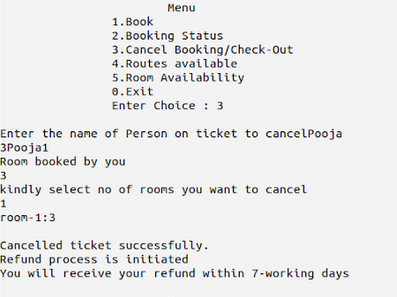 Menu
1.Book
2.Booking Status
3.Cancel Booking/Check-Out
4.Routes available
5.Room Availability
0.Exit
Enter Choice : 3
Enter the name of Person on ticket to cancelPooja
3Pooja1
Room booked by you
3
kindly select no of rooms you want to cancel
1
room-1:3
Cancelled ticket successfully.
Refund process is initiated
You will receive your refund within 7-working days